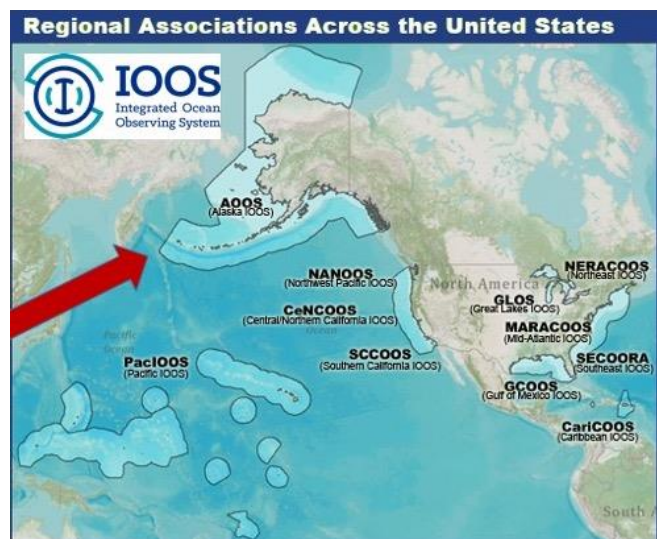 Regional Associations Across the United States
IOOS
Integrated Ocean
Observing System
AOOS
(Alaska IOOS)
NANOOS
(Northwest Pacific IOOS)
North America
NERACOOS
(Northeast IOOS)
GLOS
(Great Lakes IOOS)
CeNCOOS
(Central/Northern California IOOS)
Ocean
MARACOOS
(Mid-Atlantic IOOS)
Pacific
Ocean
PacIOOS
(Pacific IOOS)
SCCOOS
(Southern California IOOS)
SECOORA
(Southeast IOOS)
GCOOS
(Gulf of Mexico IOOS)
CariCOOS
(Caribbean IOOS)
South A